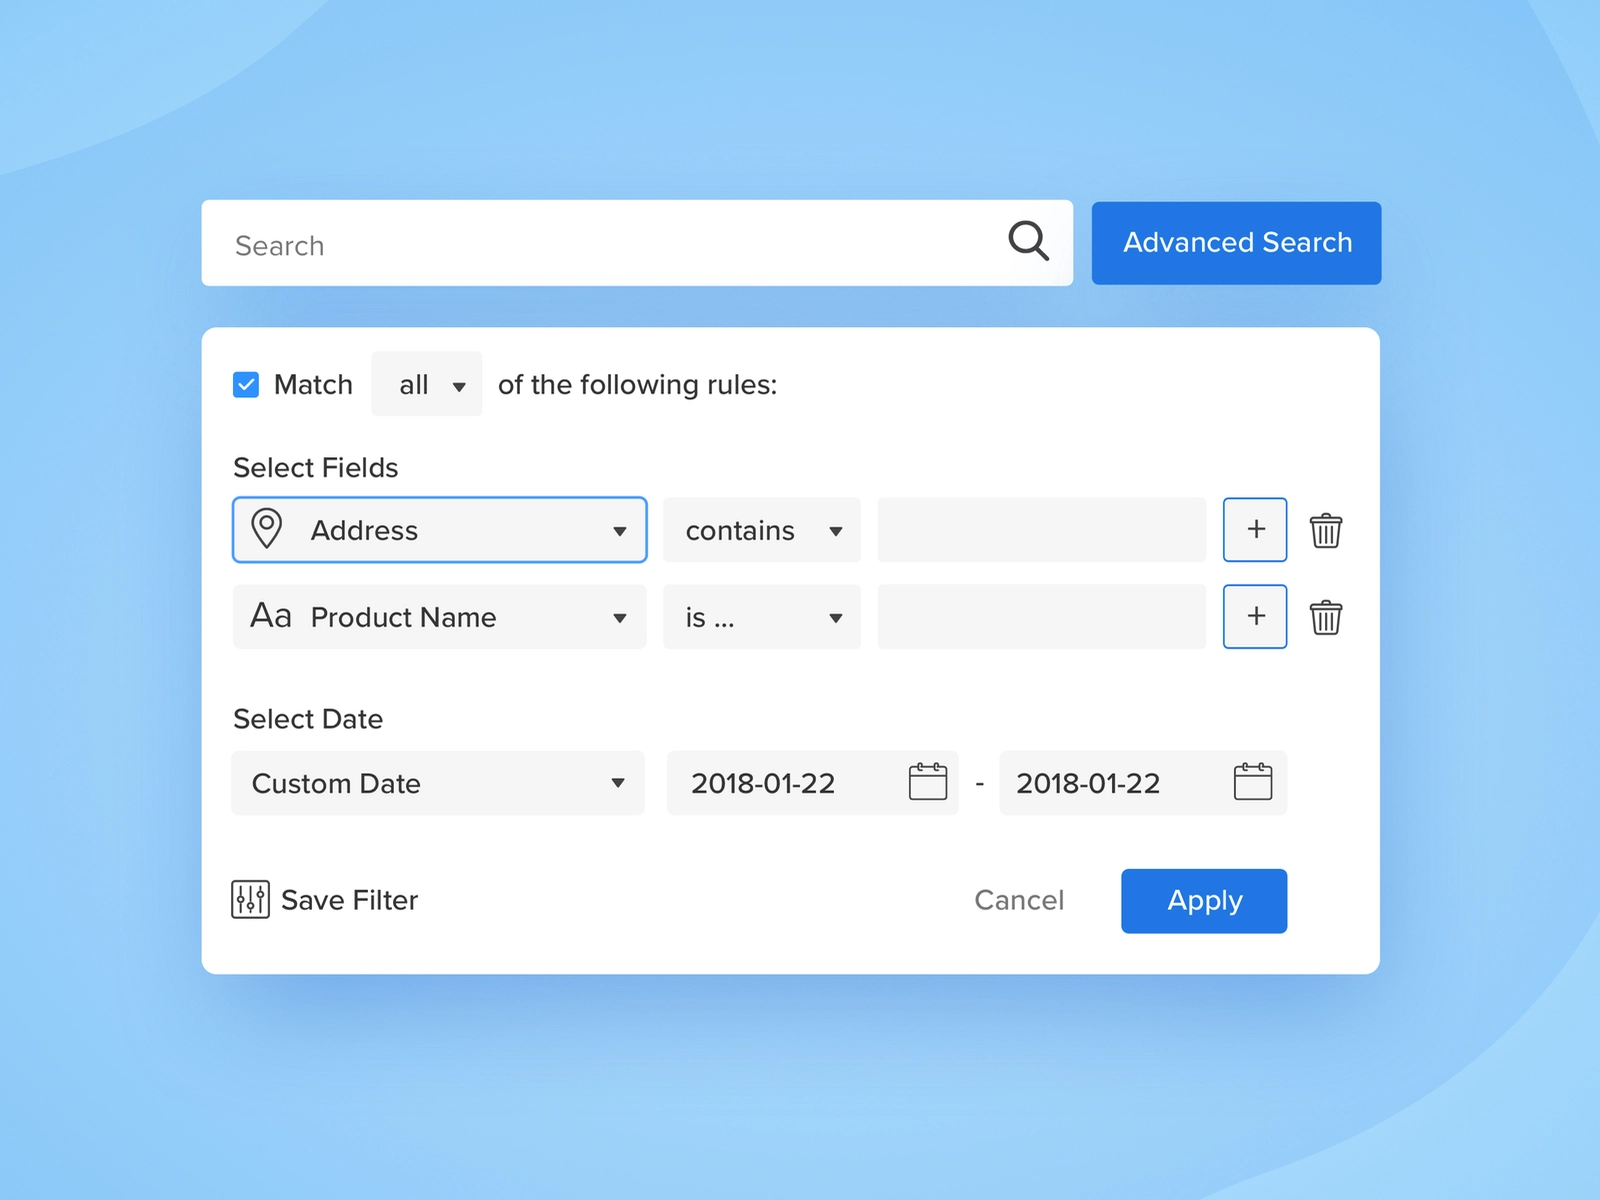 Search
Advanced Search
Match all of the following rules:
Select Fields
Address contains +
Aa Product Name is ... +
Select Date
Custom Date 2018-01-22 - 2018-01-22
Save Filter Cancel Apply